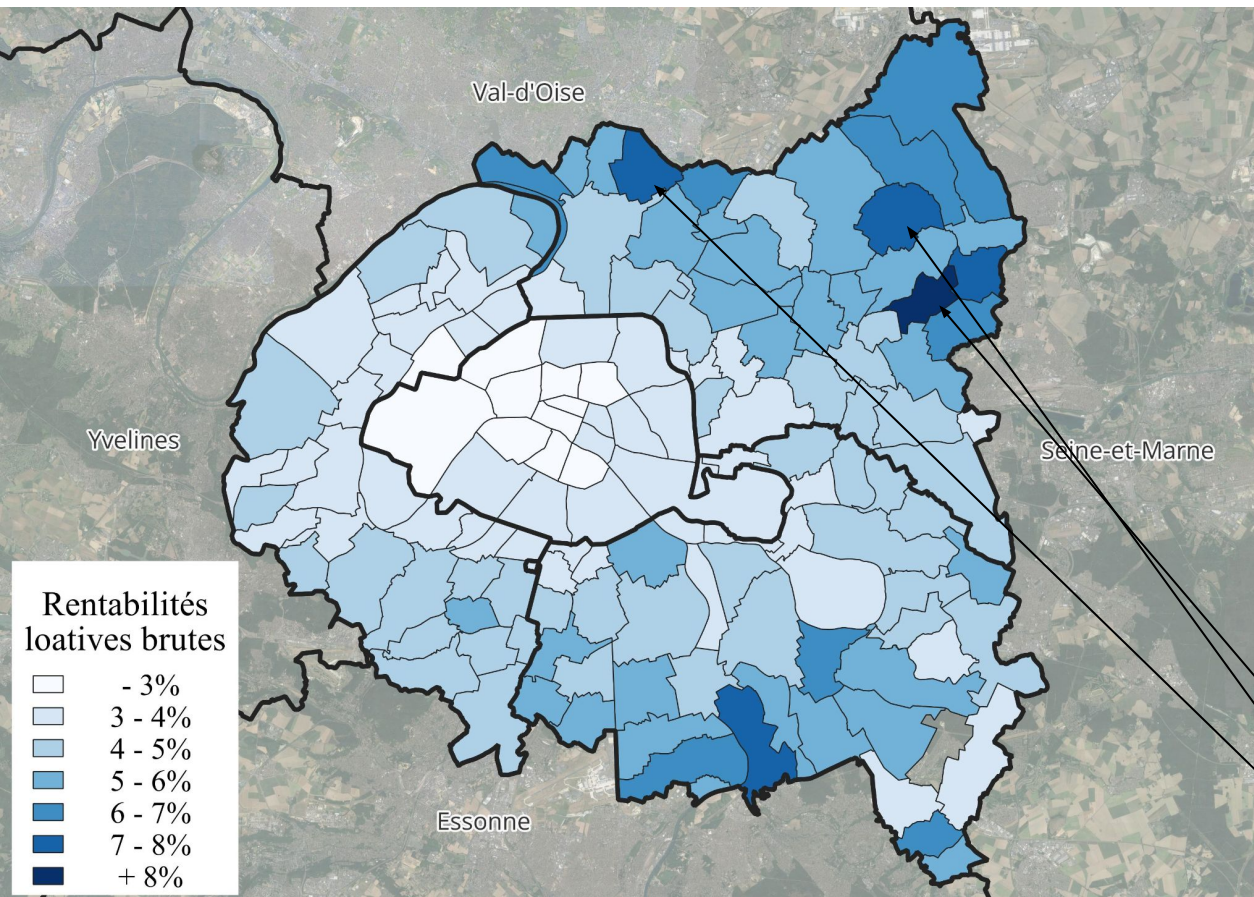 Val-d'Oise
Yvelines
Seine-et-Marne
Essonne
Rentabilités
loatives brutes
- 3%
3 - 4%
4 - 5%
5 - 6%
6 - 7%
7 - 8%
+ 8%